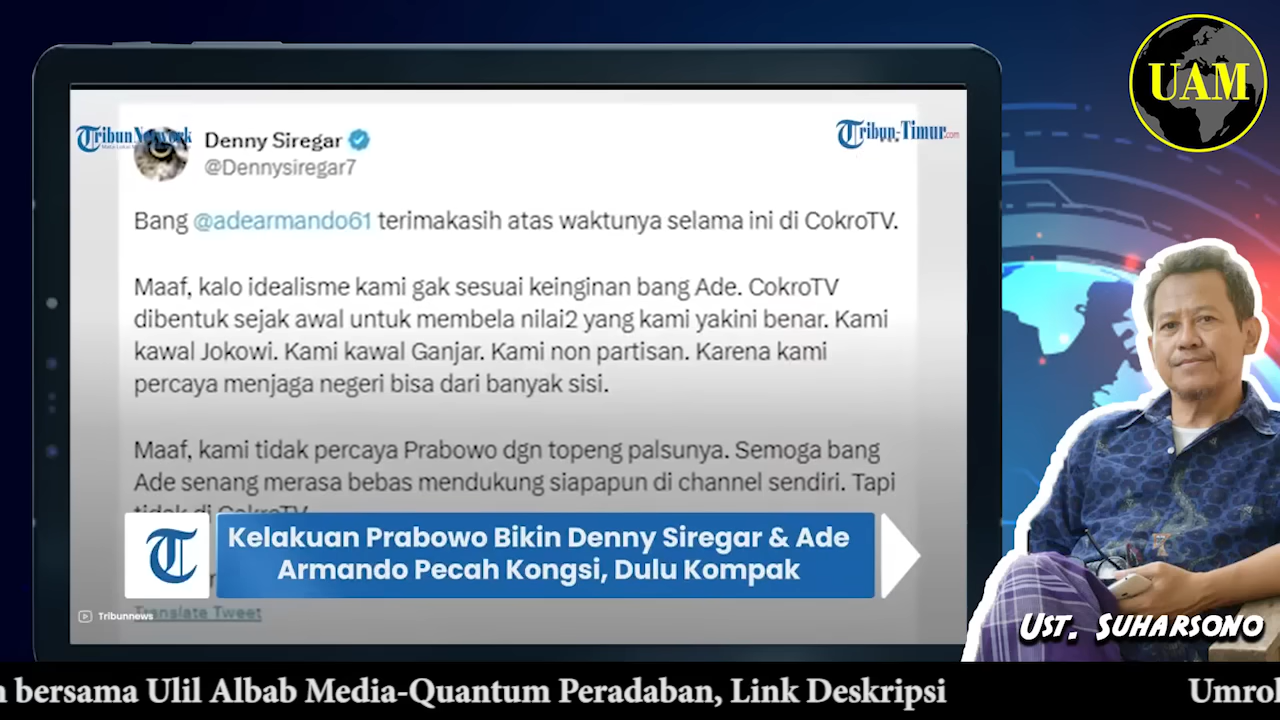 UAM
Tribun Network
Tribun-Timur.com
Denny Siregar
@Dennysiregar7
Bang @adearmando61 terimakasih atas waktunya selama ini di CokroTV.
Maaf, kalo idealisme kami gak sesuai keinginan bang Ade. CokroTV
dibentuk sejak awal untuk membela nilai2 yang kami yakini benar. Kami
kawal Jokowi. Kami kawal Ganjar. Kami non partisan. Karena kami
percaya menjaga negeri bisa dari banyak sisi.
Maaf, kami tidak percaya Prabowo dgn topeng palsunya. Semoga bang
Ade senang merasa bebas mendukung siapapun di channel sendiri. Tapi
tidak di CokroTV.
Kelakuan Prabowo Bikin Denny Siregar & Ade
Armando Pecah Kongsi, Dulu Kompak
Translate Tweet
Tribunnews
Ust. Suharsono
bersama Ulil Albab Media-Quantum Peradaban, Link Deskripsi